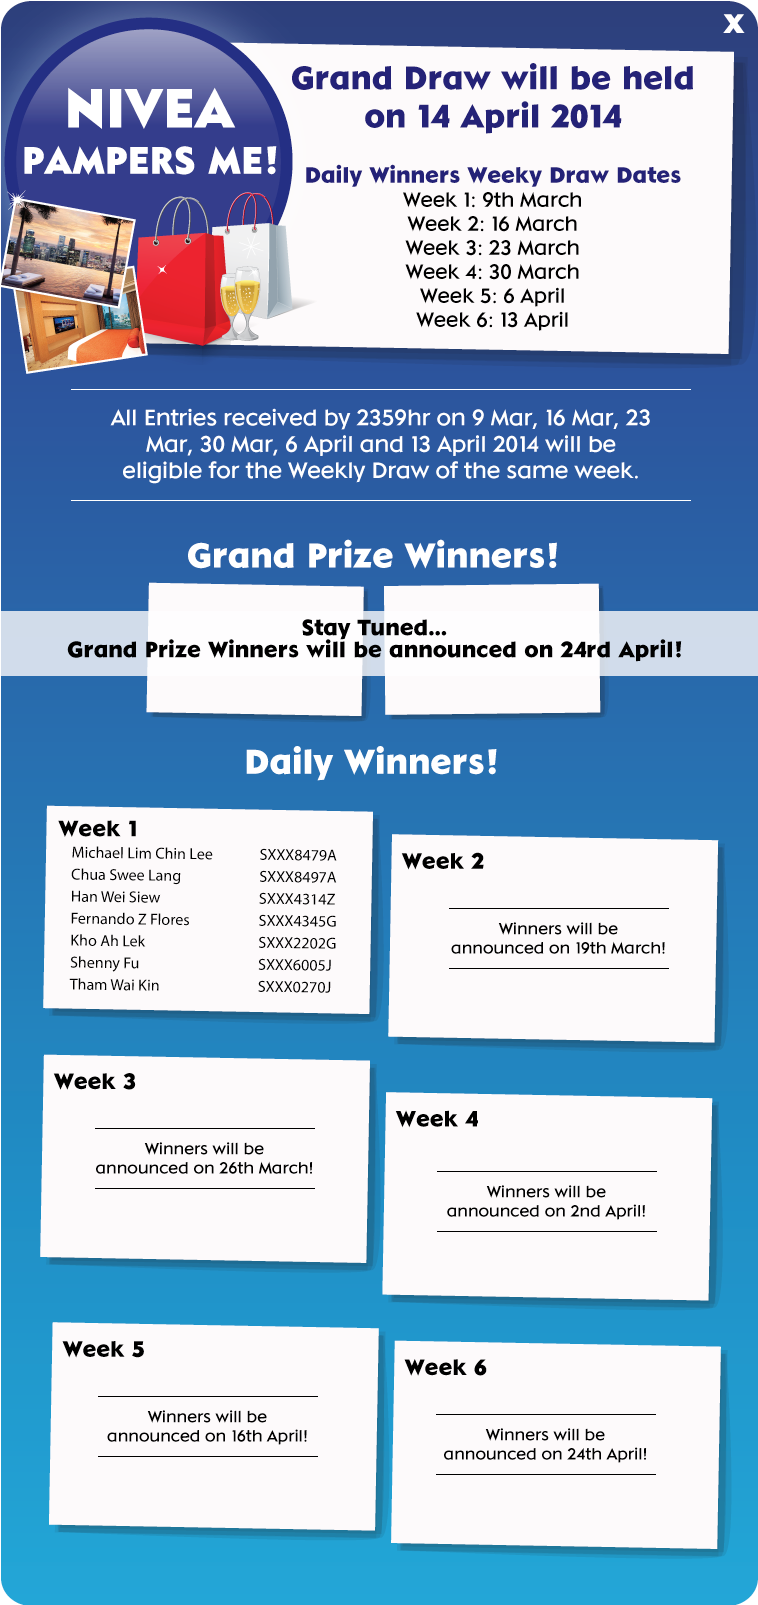 X
NIVEA
PAMPERS ME!
Grand Draw will be held
on 14 April 2014
Daily Winners Weeky Draw Dates
Week 1: 9th March
Week 2: 16 March
Week 3: 23 March
Week 4: 30 March
Week 5: 6 April
Week 6: 13 April
All Entries received by 2359hr on 9 Mar, 16 Mar, 23
Mar, 30 Mar, 6 April and 13 April 2014 will be
eligible for the Weekly Draw of the same week.
Grand Prize Winners!
Stay Tuned...
Grand Prize Winners will be announced on 24rd April!
Daily Winners!
Week 1
Michael Lim Chin Lee SXXX8479A
Chua Swee Lang SXXX8497A
Han Wei Siew SXXX4314Z
Fernando Z Flores SXXX4345G
Kho Ah Lek SXXX2202G
Shenny Fu SXXX6005J
Tham Wai Kin SXXX0270J
Week 2
Winners will be
announced on 19th March!
Week 3
Winners will be
announced on 26th March!
Week 4
Winners will be
announced on 2nd April!
Week 5
Winners will be
announced on 16th April!
Week 6
Winners will be
announced on 24th April!